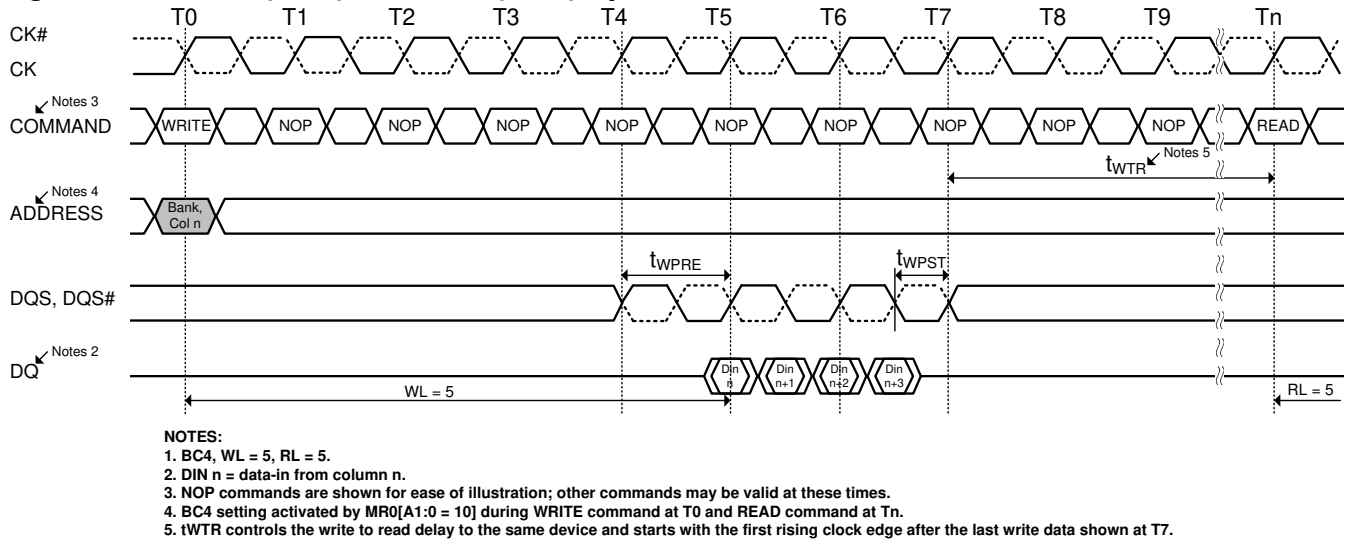 T0 T1 T2 T3 T4 T5 T6 T7 T8 T9 Tn
CK#
CK
Notes 3
COMMAND WRITE NOP NOP NOP NOP NOP NOP NOP NOP NOP READ
tWTR Notes 5
Notes 4
ADDRESS
Bank,
Col n
tWPRE tWPST
DQS, DQS#
Notes 2
DQ
Din
n
Din
n+1
Din
n+2
Din
n+3
WL = 5 RL = 5
NOTES:
1. BC4, WL = 5, RL = 5.
2. DIN n = data-in from column n.
3. NOP commands are shown for ease of illustration; other commands may be valid at these times.
4. BC4 setting activated by MR0[A1:0 = 10] during WRITE command at T0 and READ command at Tn.
5. tWTR controls the write to read delay to the same device and starts with the first rising clock edge after the last write data shown at T7.